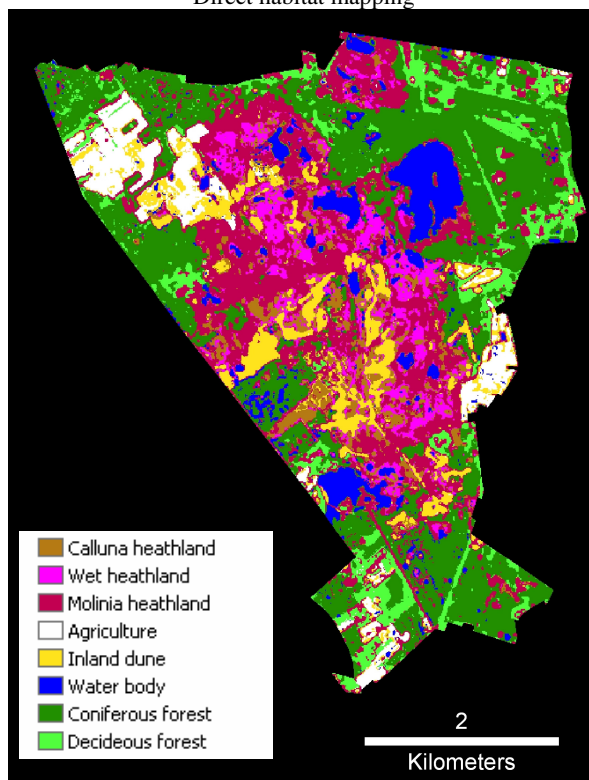 Direct habitat mapping
Calluna heathland
Wet heathland
Molinia heathland
Agriculture
Inland dune
Water body
Coniferous forest
Decideous forest
2
Kilometers